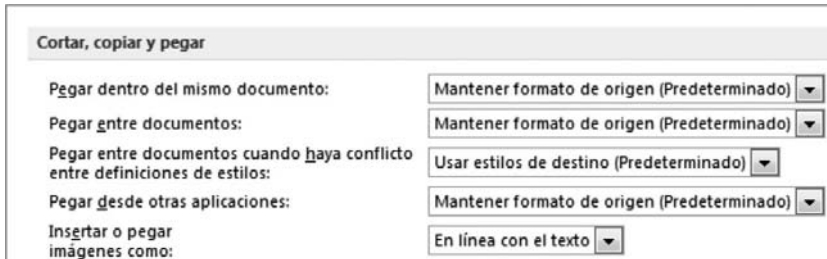 Cortar, copiar y pegar
Pegar dentro del mismo documento: Mantener formato de origen (Predeterminado)
Pegar entre documentos: Mantener formato de origen (Predeterminado)
Pegar entre documentos cuando haya conflicto
entre definiciones de estilos: Usar estilos de destino (Predeterminado)
Pegar desde otras aplicaciones: Mantener formato de origen (Predeterminado)
Insertar o pegar
imágenes como: En línea con el texto